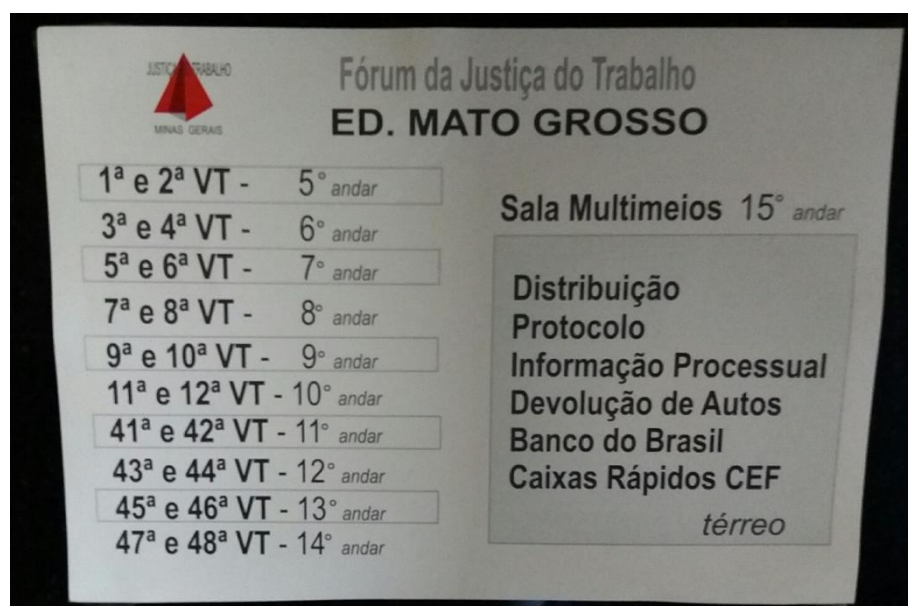 JUSTIÇA DO TRABALHO
MINAS GERAIS
Fórum da Justiça do Trabalho
ED. MATO GROSSO
1ª e 2ª VT - 5° andar
3ª e 4ª VT - 6° andar
5ª e 6ª VT - 7° andar
7ª e 8ª VT - 8° andar
9ª e 10ª VT - 9° andar
11ª e 12ª VT - 10° andar
41ª e 42ª VT - 11° andar
43ª e 44ª VT - 12° andar
45ª e 46ª VT - 13° andar
47ª e 48ª VT - 14° andar
Sala Multimeios 15° andar
Distribuição
Protocolo
Informação Processual
Devolução de Autos
Banco do Brasil
Caixas Rápidos CEF
térreo